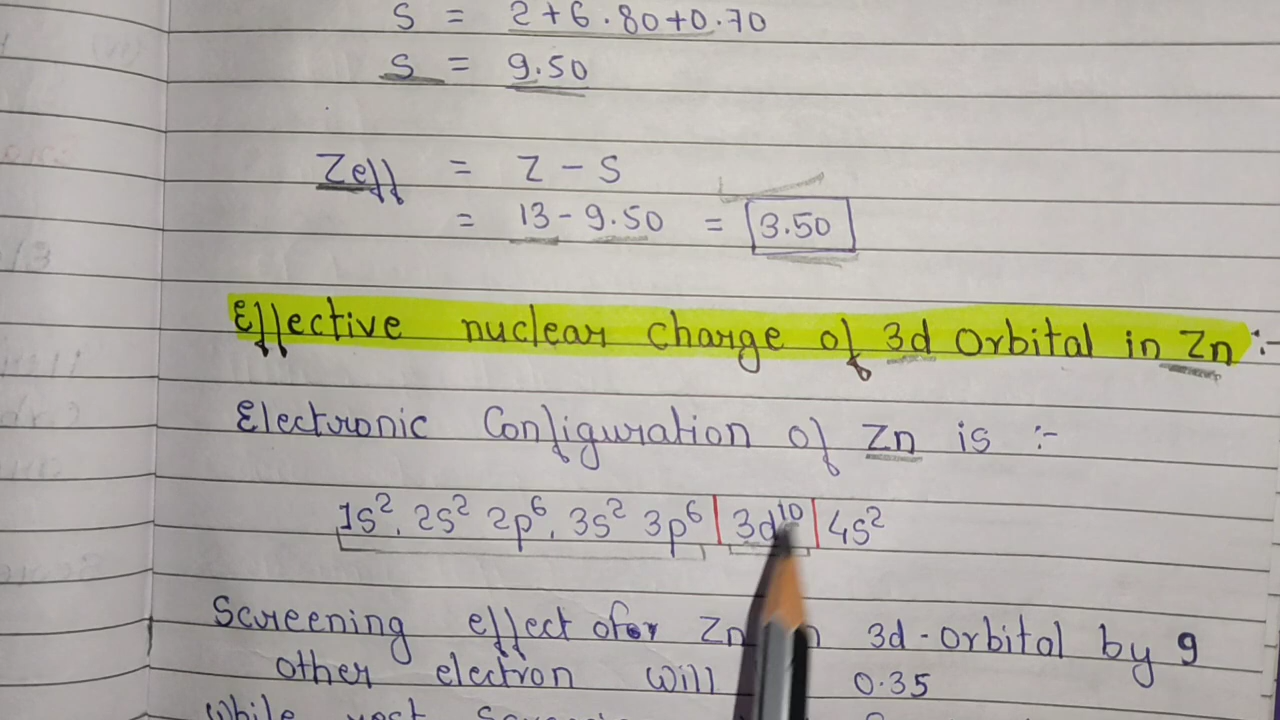 S = 2+6.80+0.70
S = 9.50
Zeff = Z - S
= 13 - 9.50 = 3.50
Effective nuclear charge of 3d orbital in Zn :-
Electronic Configuration of Zn is :-
1s², 2s² 2p⁶, 3s² 3p⁶ | 3d¹⁰ | 4s²
Screening effect of Zn 3d-orbital by 9
other electron will 0.35
While rest